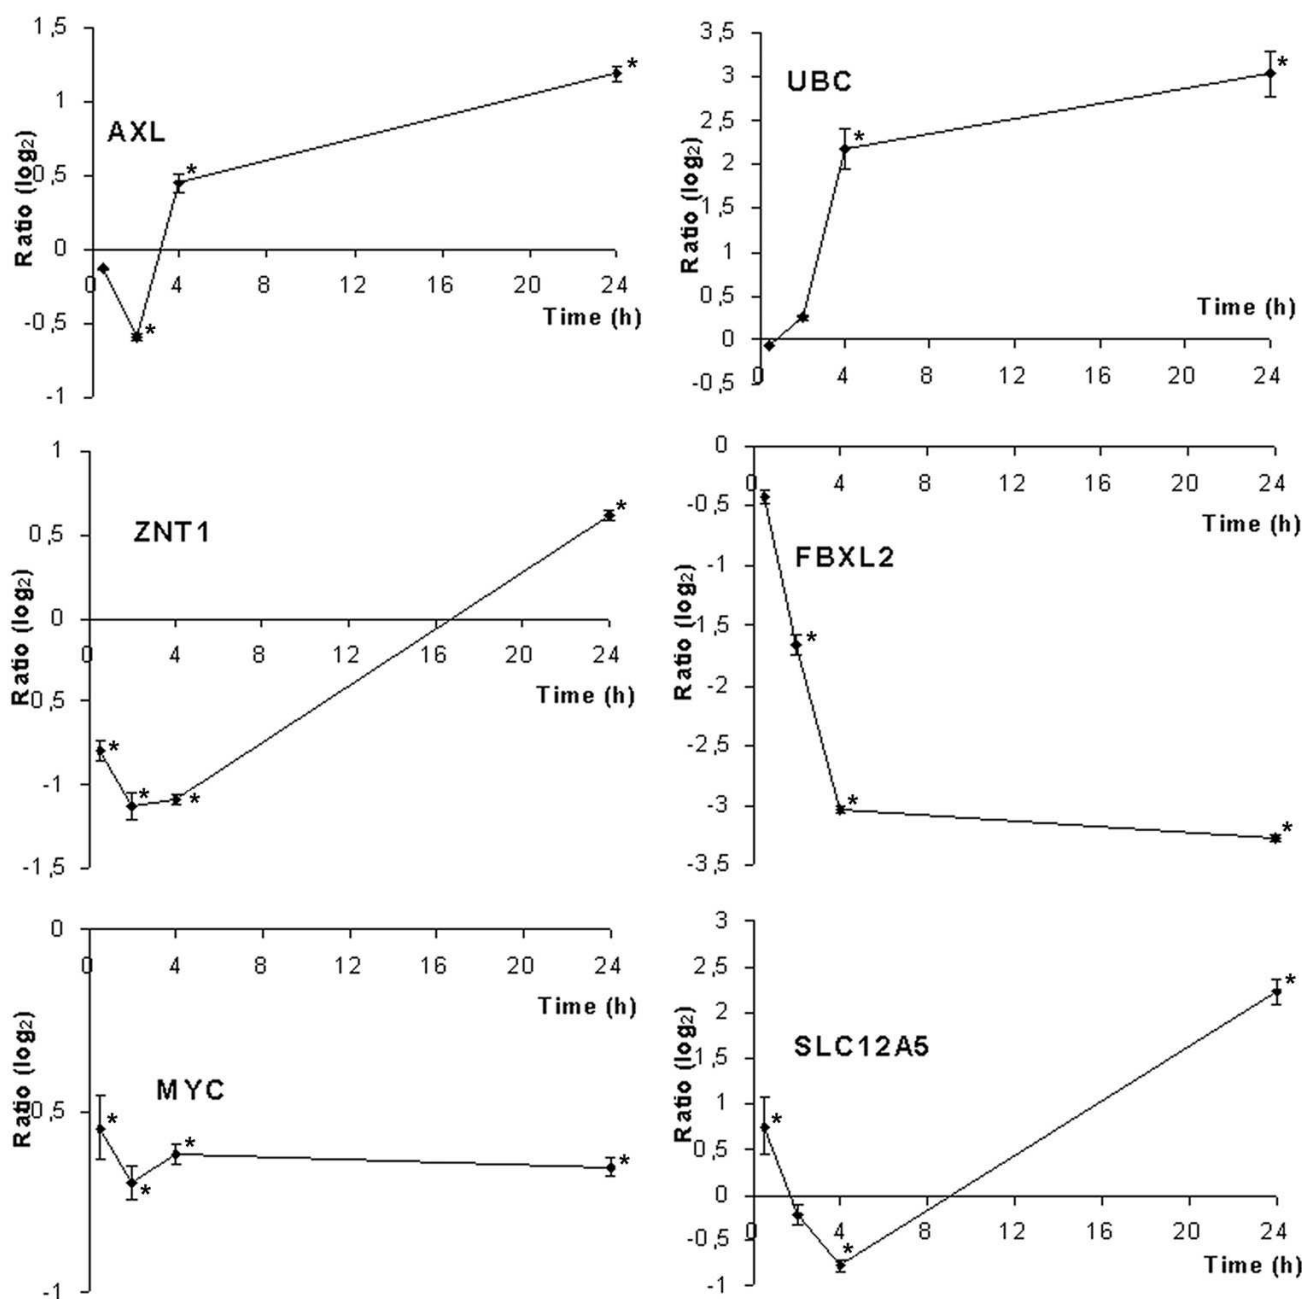 1,5
1
0,5
0
-0,5
-1
Ratio (log2)
AXL
*
*
*
0 4 8 12 16 20 24
Time (h)
3,5
3
2,5
2
1,5
1
0,5
0
-0,5
Ratio (log2)
UBC
*
*
Time (h)
0 4 8 12 16 20 24
1
0,5
0
0,5
-1
-1,5
Ratio (log2)
ZNT1
*
*
*
*
0 4 8 12 16 20 24
Time (h)
0
-0,5
-1
-1,5
-2
-2,5
-3
-3,5
Ratio (log2)
0 4 8 12 16 20 24
Time (h)
FBXL2
*
*
*
0
0,5
-1
Ratio (log2)
0 4 8 12 16 20 24
Time (h)
MYC
*
*
*
*
3
2,5
2
1,5
1
0,5
0
-0,5
-1
Ratio (log2)
SLC12A5
*
*
*
0 4 8 12 16 20 24
Time (h)